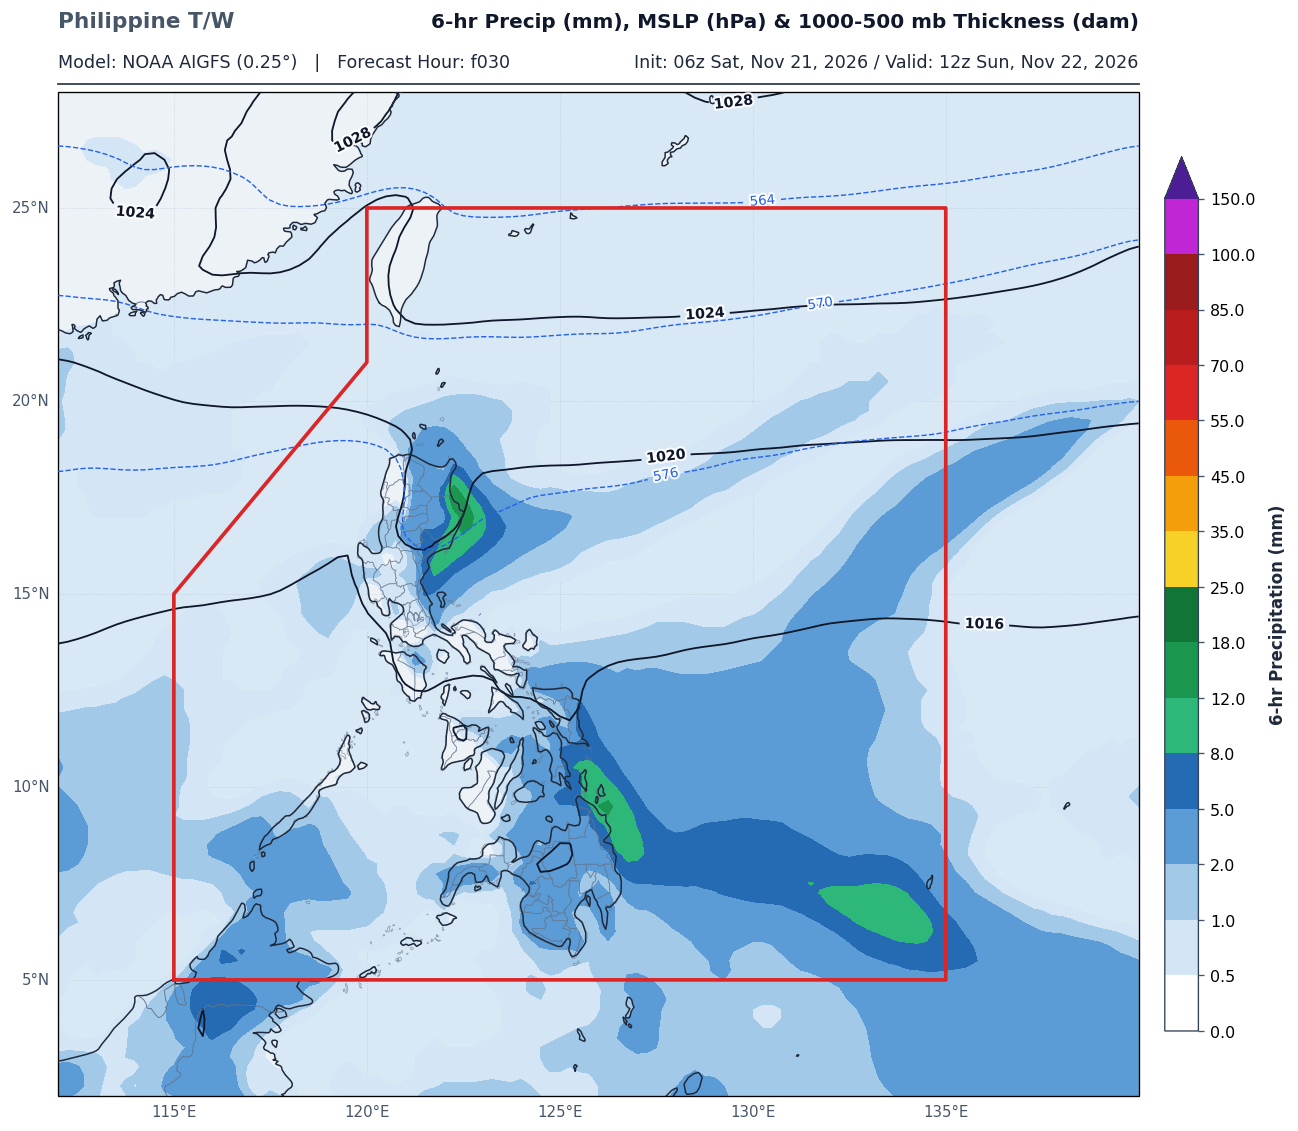 Philippine T/W
6-hr Precip (mm), MSLP (hPa) & 1000-500 mb Thickness (dam)
Model: NOAA AIGFS (0.25°) | Forecast Hour: f030
Init: 06z Sat, Nov 21, 2026 / Valid: 12z Sun, Nov 22, 2026
1028
1028
1024
564
570
1024
1020
576
1016
25°N
20°N
15°N
10°N
5°N
115°E
120°E
125°E
130°E
135°E
150.0
100.0
85.0
70.0
55.0
45.0
35.0
25.0
18.0
12.0
8.0
5.0
2.0
1.0
0.5
0.0
6-hr Precipitation (mm)